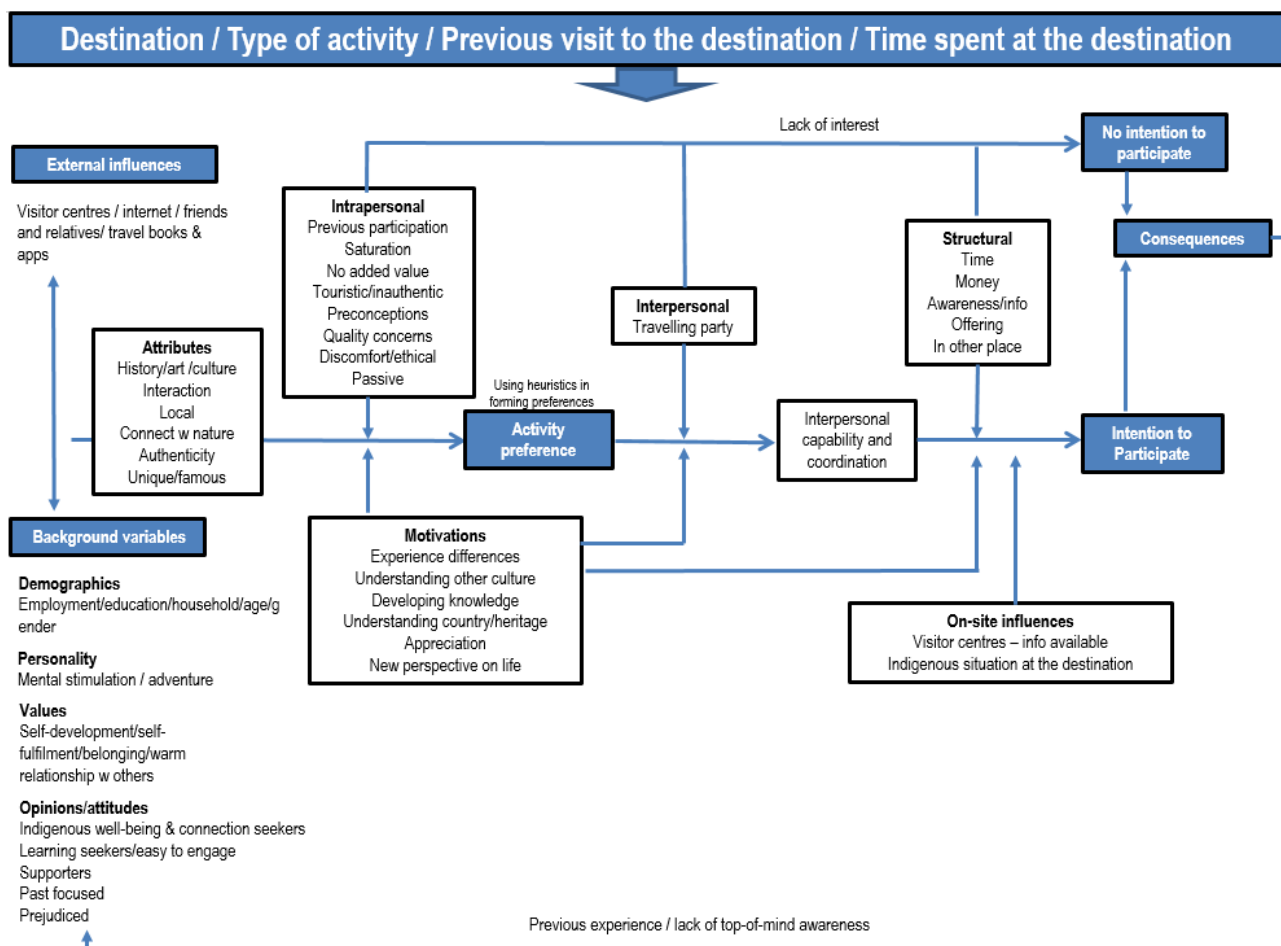 Destination / Type of activity / Previous visit to the destination / Time spent at the destination
Lack of interest
No intention to
participate
External influences
Visitor centres / internet / friends
and relatives/ travel books &
apps
Intrapersonal
Previous participation
Saturation
No added value
Touristic/inauthentic
Preconceptions
Quality concerns
Discomfort/ethical
Passive
Structural
Time
Money
Awareness/info
Offering
In other place
Consequences
Interpersonal
Travelling party
Attributes
History/art /culture
Interaction
Local
Connect w nature
Authenticity
Unique/famous
Using heuristics in
forming preferences
Activity
preference
Interpersonal
capability and
coordination
Intention to
Participate
Background variables
Demographics
Employment/education/household/age/g
ender
Personality
Mental stimulation / adventure
Values
Self-development/self-
fulfilment/belonging/warm
relationship w others
Opinions/attitudes
Indigenous well-being & connection seekers
Learning seekers/easy to engage
Supporters
Past focused
Prejudiced
Motivations
Experience differences
Understanding other culture
Developing knowledge
Understanding country/heritage
Appreciation
New perspective on life
On-site influences
Visitor centres – info available
Indigenous situation at the destination
Previous experience / lack of top-of-mind awareness